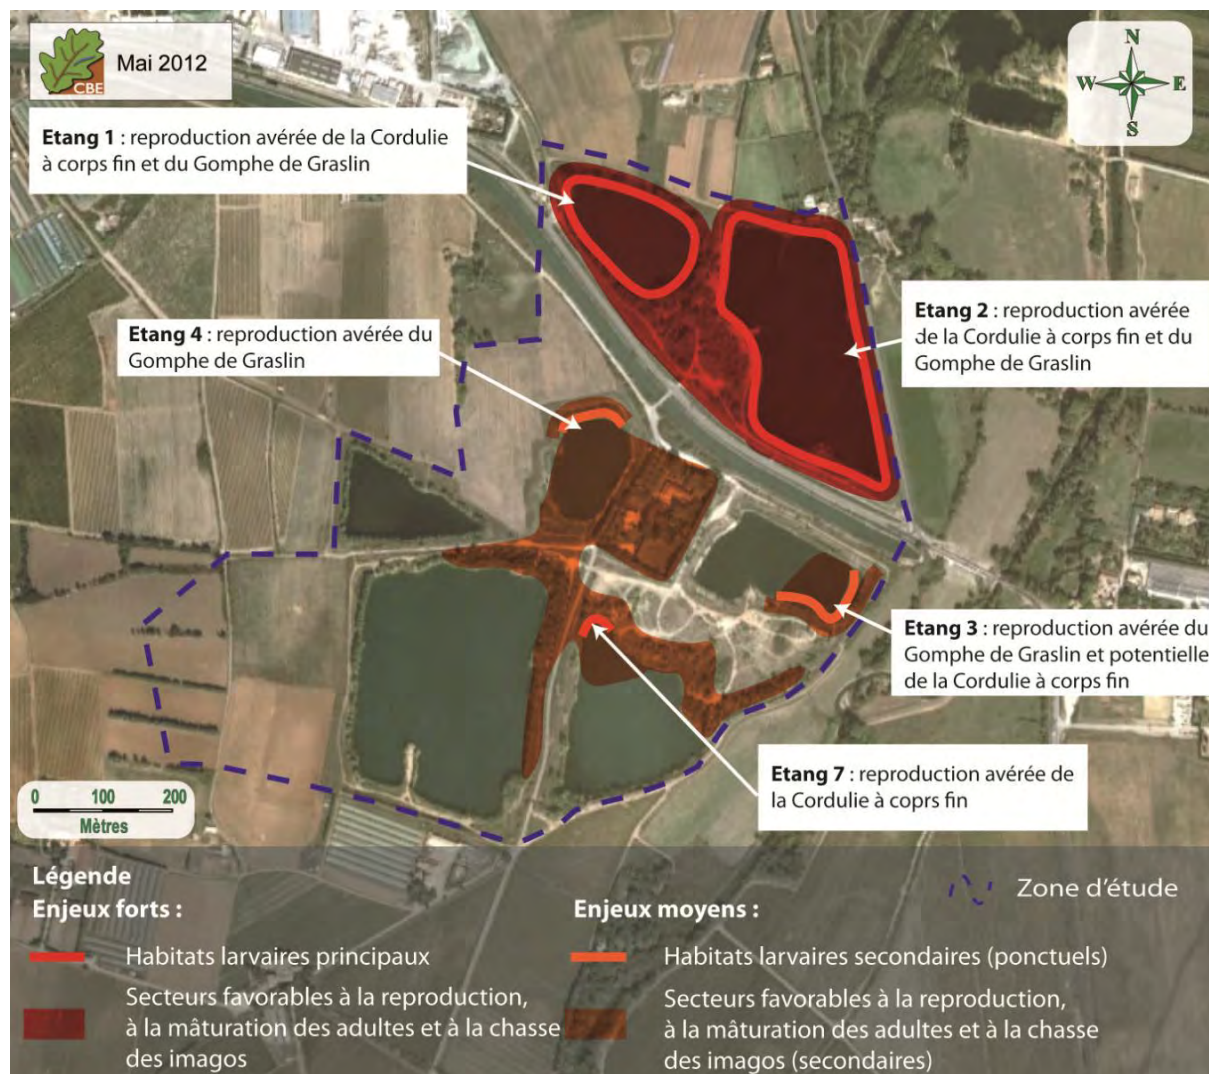 CBE
Mai 2012
N
W E
S
Etang 1 : reproduction avérée de la Cordulie
à corps fin et du Gomphe de Graslin
Etang 2 : reproduction avérée
de la Cordulie à corps fin et du
Gomphe de Graslin
Etang 4 : reproduction avérée du
Gomphe de Graslin
Etang 3 : reproduction avérée du
Gomphe de Graslin et potentielle
de la Cordulie à corps fin
Etang 7 : reproduction avérée de
la Cordulie à coprs fin
0 100 200
Mètres
Légende
Enjeux forts :
Habitats larvaires principaux
Secteurs favorables à la reproduction,
à la mâturation des adultes et à la chasse
des imagos
Enjeux moyens :
Habitats larvaires secondaires (ponctuels)
Secteurs favorables à la reproduction,
à la mâturation des adultes et à la chasse
des imagos (secondaires)
Zone d'étude